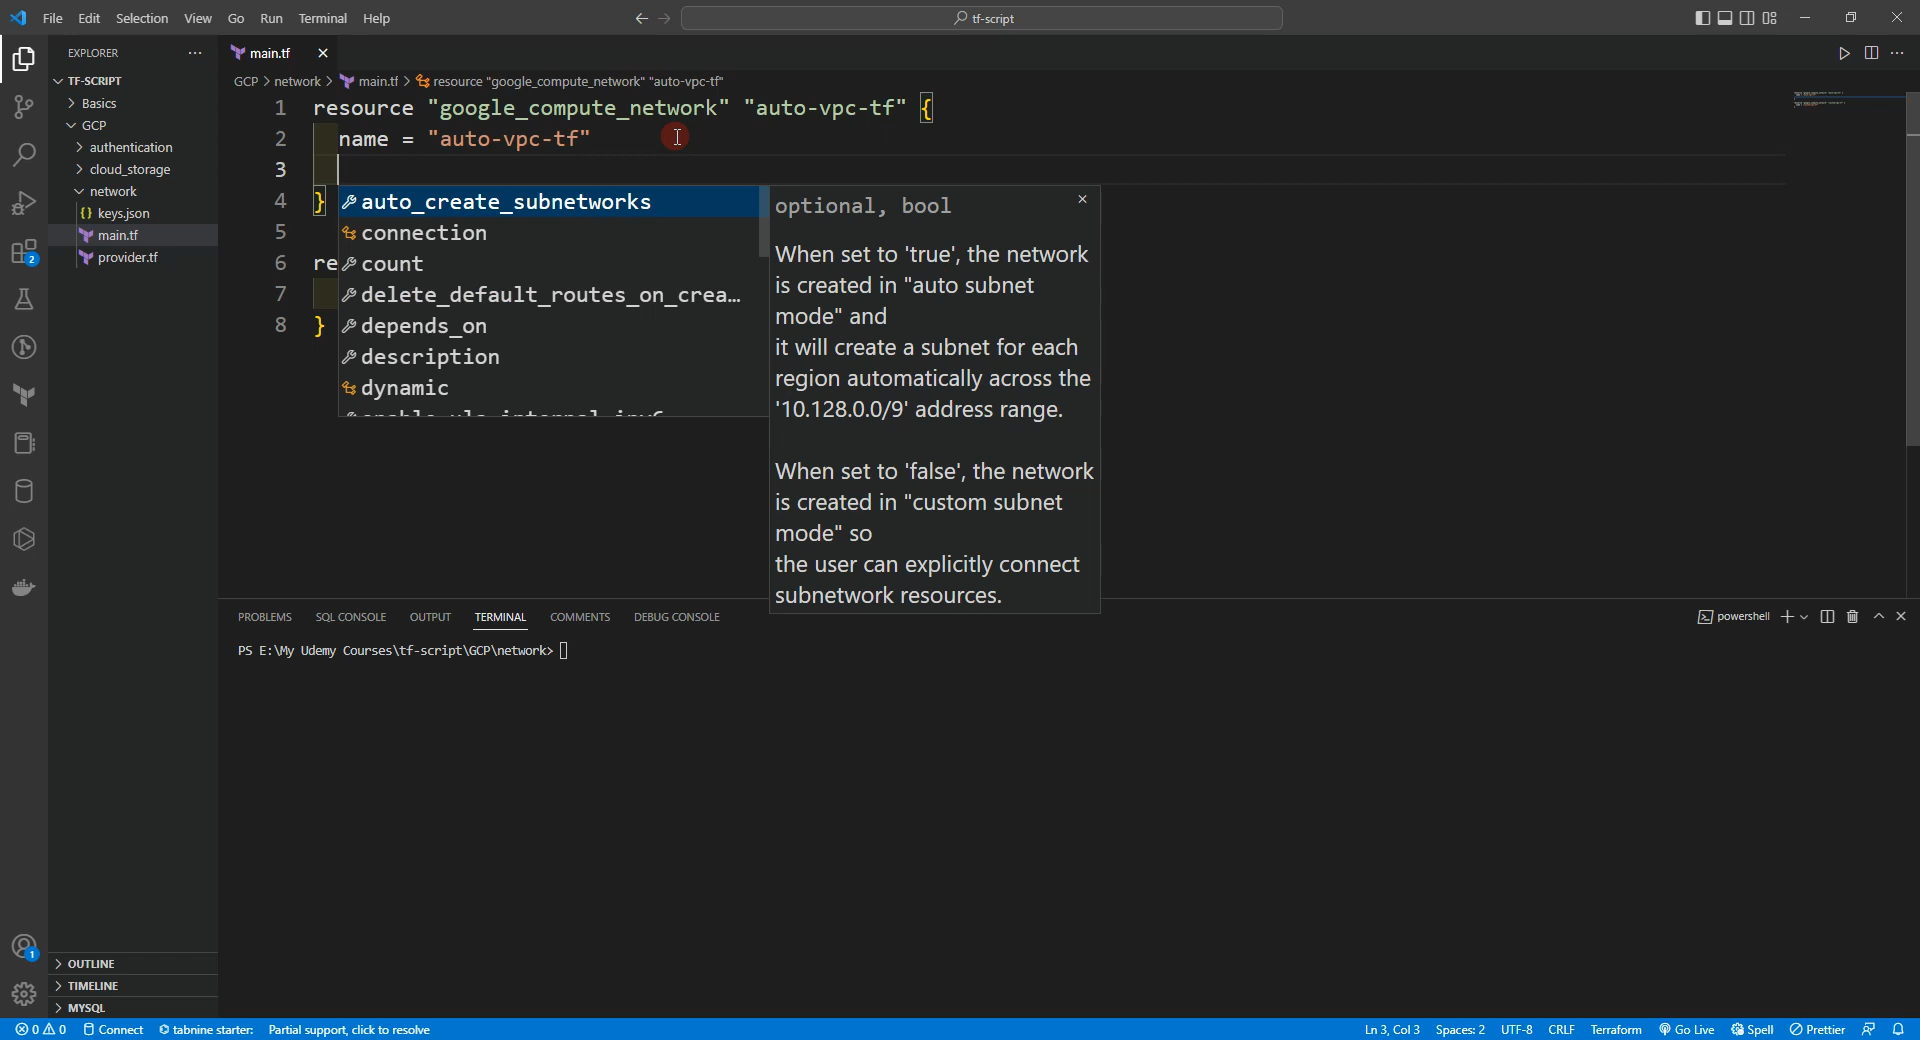 File Edit Selection View Go Run Terminal Help
tf-script
EXPLORER
TF-SCRIPT
Basics
GCP
authentication
cloud_storage
network
keys.json
main.tf
provider.tf
OUTLINE
TIMELINE
MYSQL
main.tf
GCP > network > main.tf > resource "google_compute_network" "auto-vpc-tf"
1 resource "google_compute_network" "auto-vpc-tf" {
2 name = "auto-vpc-tf"
3
4 }
5
6 re
7
8 }
auto_create_subnetworks
connection
count
delete_default_routes_on_crea...
depends_on
description
dynamic
optional, bool
When set to 'true', the network
is created in "auto subnet
mode" and
it will create a subnet for each
region automatically across the
'10.128.0.0/9' address range.
When set to 'false', the network
is created in "custom subnet
mode" so
the user can explicitly connect
subnetwork resources.
PROBLEMS SQL CONSOLE OUTPUT TERMINAL COMMENTS DEBUG CONSOLE
powershell
PS E:\My Udemy Courses\tf-script\GCP\network>
2
1
0 0 Connect tabnine starter: Partial support, click to resolve
Ln 3, Col 3 Spaces: 2 UTF-8 CRLF Terraform Go Live Spell Prettier